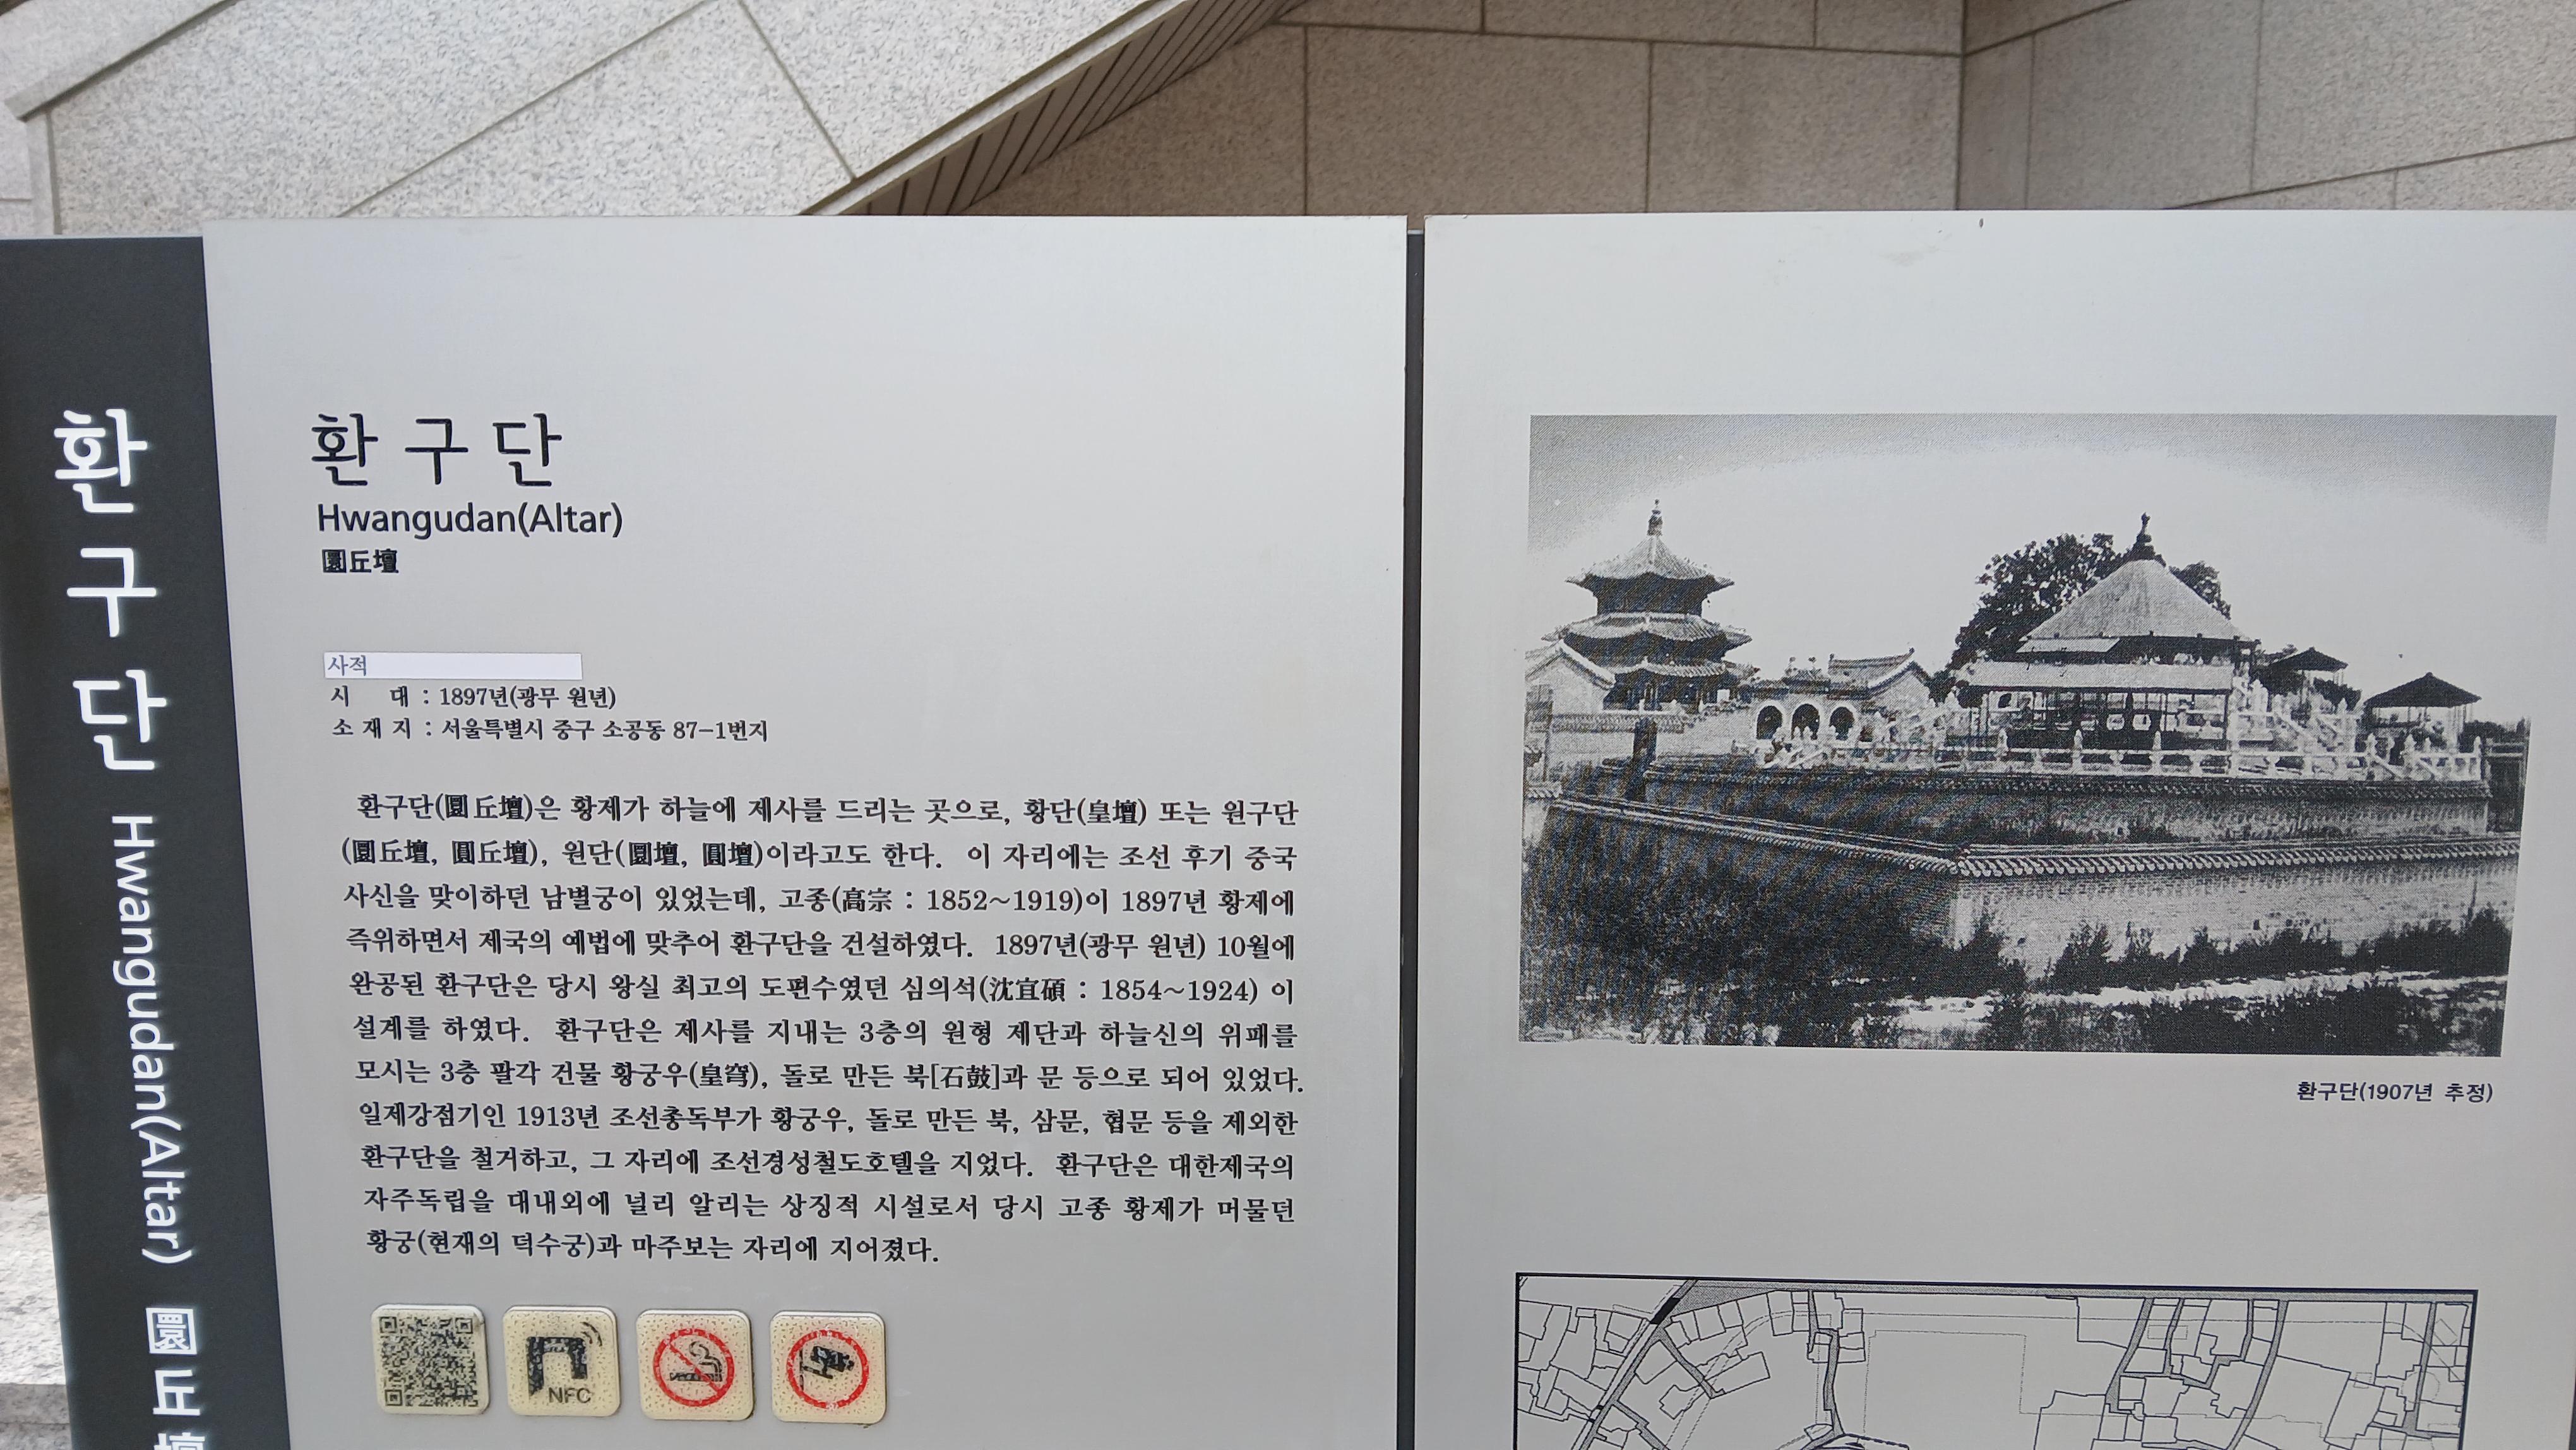 환구단
Hwangudan(Altar)
圜丘壇
환구단
Hwangudan(Altar)
圜丘壇
사적
시 대 : 1897년(광무 원년)
소 재 지 : 서울특별시 중구 소공동 87-1번지
환구단(圜丘壇)은 황제가 하늘에 제사를 드리는 곳으로, 황단(皇壇) 또는 원구단
(圜丘壇, 圓丘壇), 원단(圜壇, 圓壇)이라고도 한다. 이 자리에는 조선 후기 중국
사신을 맞이하던 남별궁이 있었는데, 고종(高宗 : 1852~1919)이 1897년 황제에
즉위하면서 제국의 예법에 맞추어 환구단을 건설하였다. 1897년(광무 원년) 10월에
완공된 환구단은 당시 왕실 최고의 도편수였던 심의석(沈宜碩 : 1854~1924) 이
설계를 하였다. 환구단은 제사를 지내는 3층의 원형 제단과 하늘신의 위패를
모시는 3층 팔각 건물 황궁우(皇穹), 돌로 만든 북[石鼓]과 문 등으로 되어 있었다.
일제강점기인 1913년 조선총독부가 황궁우, 돌로 만든 북, 삼문, 협문 등을 제외한
환구단을 철거하고, 그 자리에 조선경성철도호텔을 지었다. 환구단은 대한제국의
자주독립을 대내외에 널리 알리는 상징적 시설로서 당시 고종 황제가 머물던
황궁(현재의 덕수궁)과 마주보는 자리에 지어졌다.
NFC
환구단(1907년 추정)